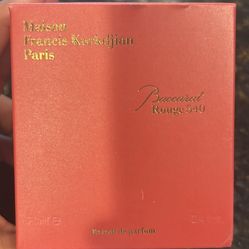 Maison
Francis Kurkdjian
Paris
Baccarat
Rouge 540
Extrait de parfum